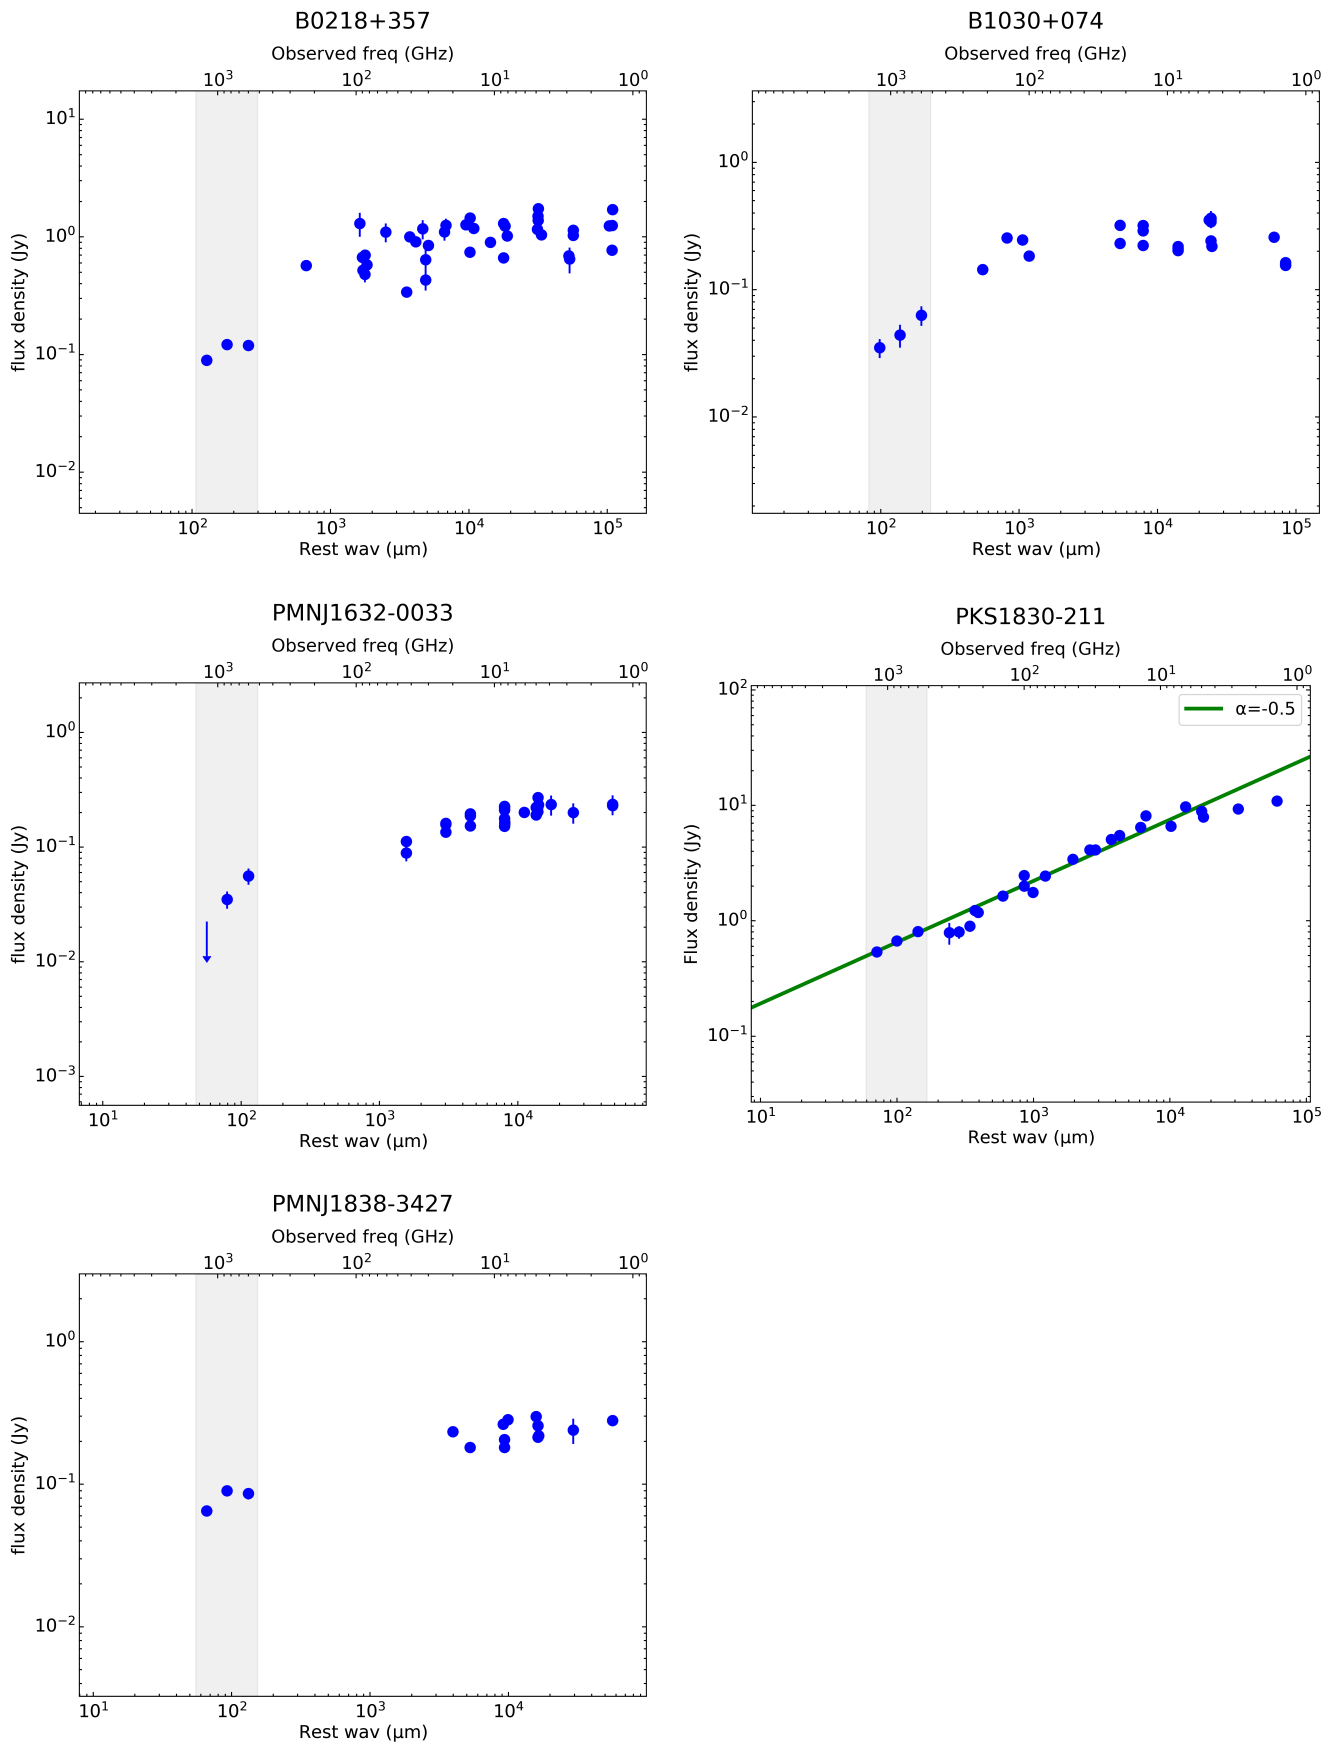 B0218+357
Observed freq (GHz)
10³ 10² 10¹ 10⁰
10¹
10⁰
10⁻¹
10⁻²
flux density (Jy)
10² 10³ 10⁴ 10⁵
Rest wav (μm)
B1030+074
Observed freq (GHz)
10³ 10² 10¹ 10⁰
10⁰
10⁻¹
10⁻²
flux density (Jy)
10² 10³ 10⁴ 10⁵
Rest wav (μm)
PMNJ1632-0033
Observed freq (GHz)
10³ 10² 10¹ 10⁰
10⁰
10⁻¹
10⁻²
10⁻³
flux density (Jy)
10¹ 10² 10³ 10⁴
Rest wav (μm)
PKS1830-211
Observed freq (GHz)
10³ 10² 10¹ 10⁰
α=-0.5
10²
10¹
10⁰
10⁻¹
Flux density (Jy)
10¹ 10² 10³ 10⁴ 10⁵
Rest wav (μm)
PMNJ1838-3427
Observed freq (GHz)
10³ 10² 10¹ 10⁰
10⁰
10⁻¹
10⁻²
flux density (Jy)
10¹ 10² 10³ 10⁴
Rest wav (μm)